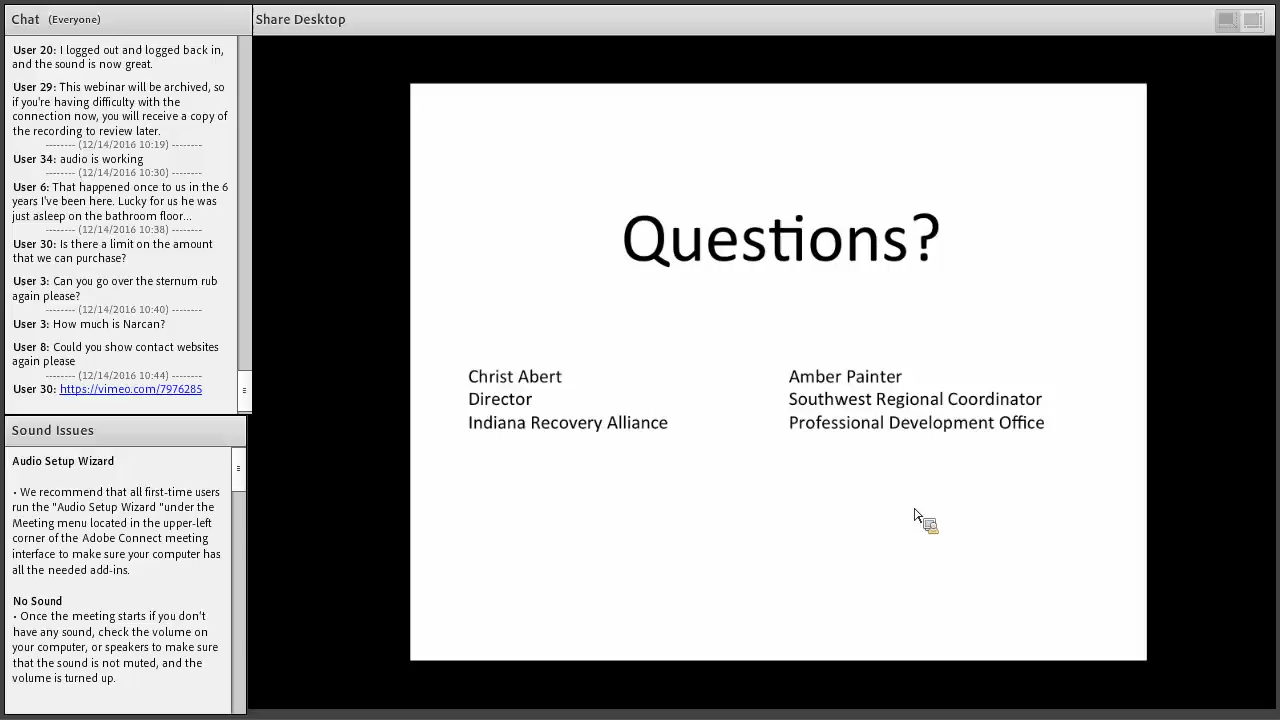 Chat (Everyone)
User 20: I logged out and logged back in,
and the sound is now great.
User 29: This webinar will be archived, so
if you're having difficulty with the
connection now, you will receive a copy of
the recording to review later.
-------- (12/14/2016 10:19) --------
User 34: audio is working
-------- (12/14/2016 10:30) --------
User 6: That happened once to us in the 6
years I've been here. Lucky for us he was
just asleep on the bathroom floor...
-------- (12/14/2016 10:38) --------
User 30: Is there a limit on the amount
that we can purchase?
User 3: Can you go over the sternum rub
again please?
-------- (12/14/2016 10:40) --------
User 3: How much is Narcan?
User 8: Could you show contact websites
again please
-------- (12/14/2016 10:44) --------
User 30: https://vimeo.com/7976285
Sound Issues
Audio Setup Wizard
• We recommend that all first-time users
run the "Audio Setup Wizard "under the
Meeting menu located in the upper-left
corner of the Adobe Connect meeting
interface to make sure your computer has
all the needed add-ins.
No Sound
• Once the meeting starts if you don't
have any sound, check the volume on
your computer, or speakers to make sure
that the sound is not muted, and the
volume is turned up.
Share Desktop
Questions?
Christ Abert
Director
Indiana Recovery Alliance
Amber Painter
Southwest Regional Coordinator
Professional Development Office